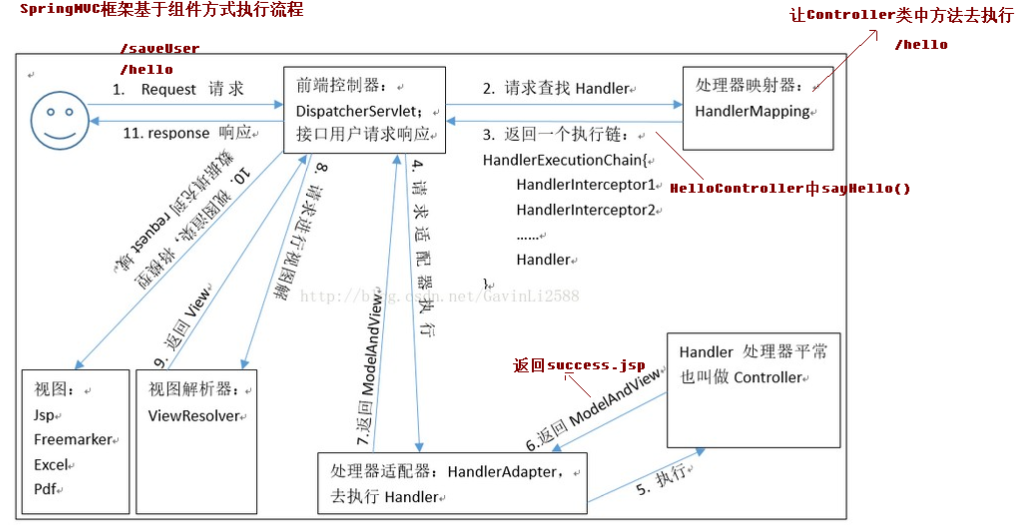 SpringMVC框架基于组件方式执行流程
让Controller类中方法去执行
/saveUser
/hello
/hello
1. Request 请求
11. response 响应
前端控制器：
DispatcherServlet；
接口用户请求响应
2. 请求查找 Handler
3. 返回一个执行链：
HandlerExecutionChain{
HandlerInterceptor1
HandlerInterceptor2
……
Handler
}
处理器映射器：
HandlerMapping
HelloController中sayHello()
10. 视图渲染，将模型
数据填充到 request 域
9. 返回 View
8. 请求进行视图解
7.返回 ModelAndView
4. 请求适配器执行
http://blog.csdn.net/GavinLi2588
返回success.jsp
6.返回 ModelAndView
5. 执行
Handler 处理器平常
也叫做 Controller
视图：
Jsp
Freemarker
Excel
Pdf
视图解析器：
ViewResolver
处理器适配器：HandlerAdapter，
去执行 Handler